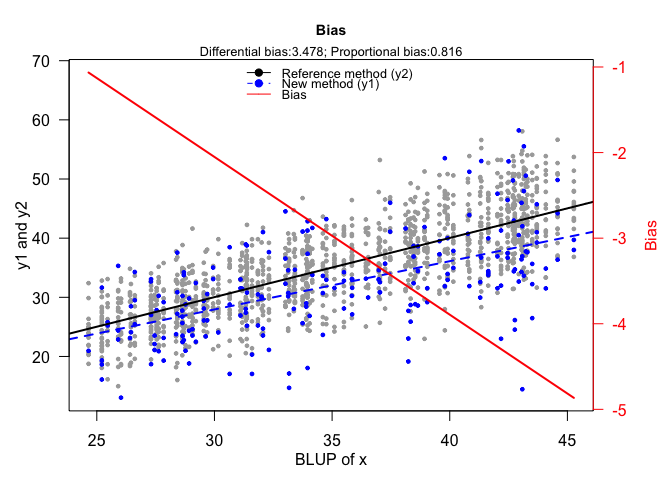 Bias
Differential bias:3.478; Proportional bias:0.816
Reference method (y2)
New method (y1)
Bias
70
60
50
40
30
20
y1 and y2
-1
-2
-3
-4
-5
Bias
25 30 35 40 45
BLUP of x